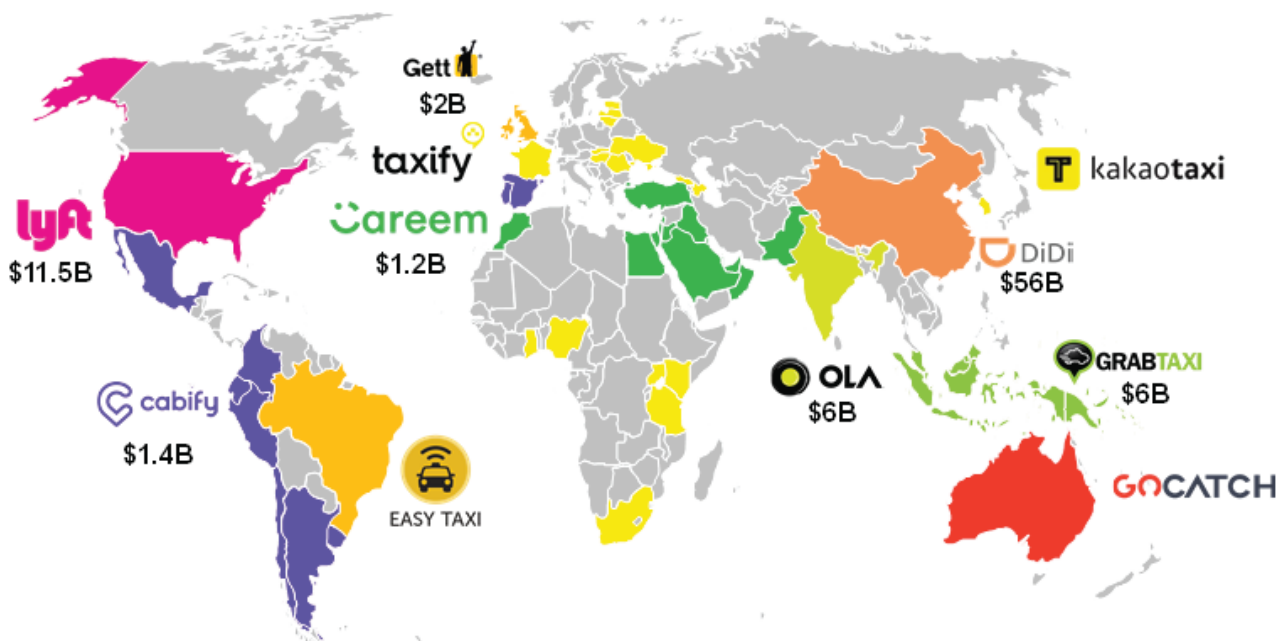 Gett
$2B
taxify
Careem
$1.2B
lyft
$11.5B
T kakaotaxi
DiDi
$56B
OLA
$6B
GRABTAXI
$6B
cabify
$1.4B
EASY TAXI
GOCATCH